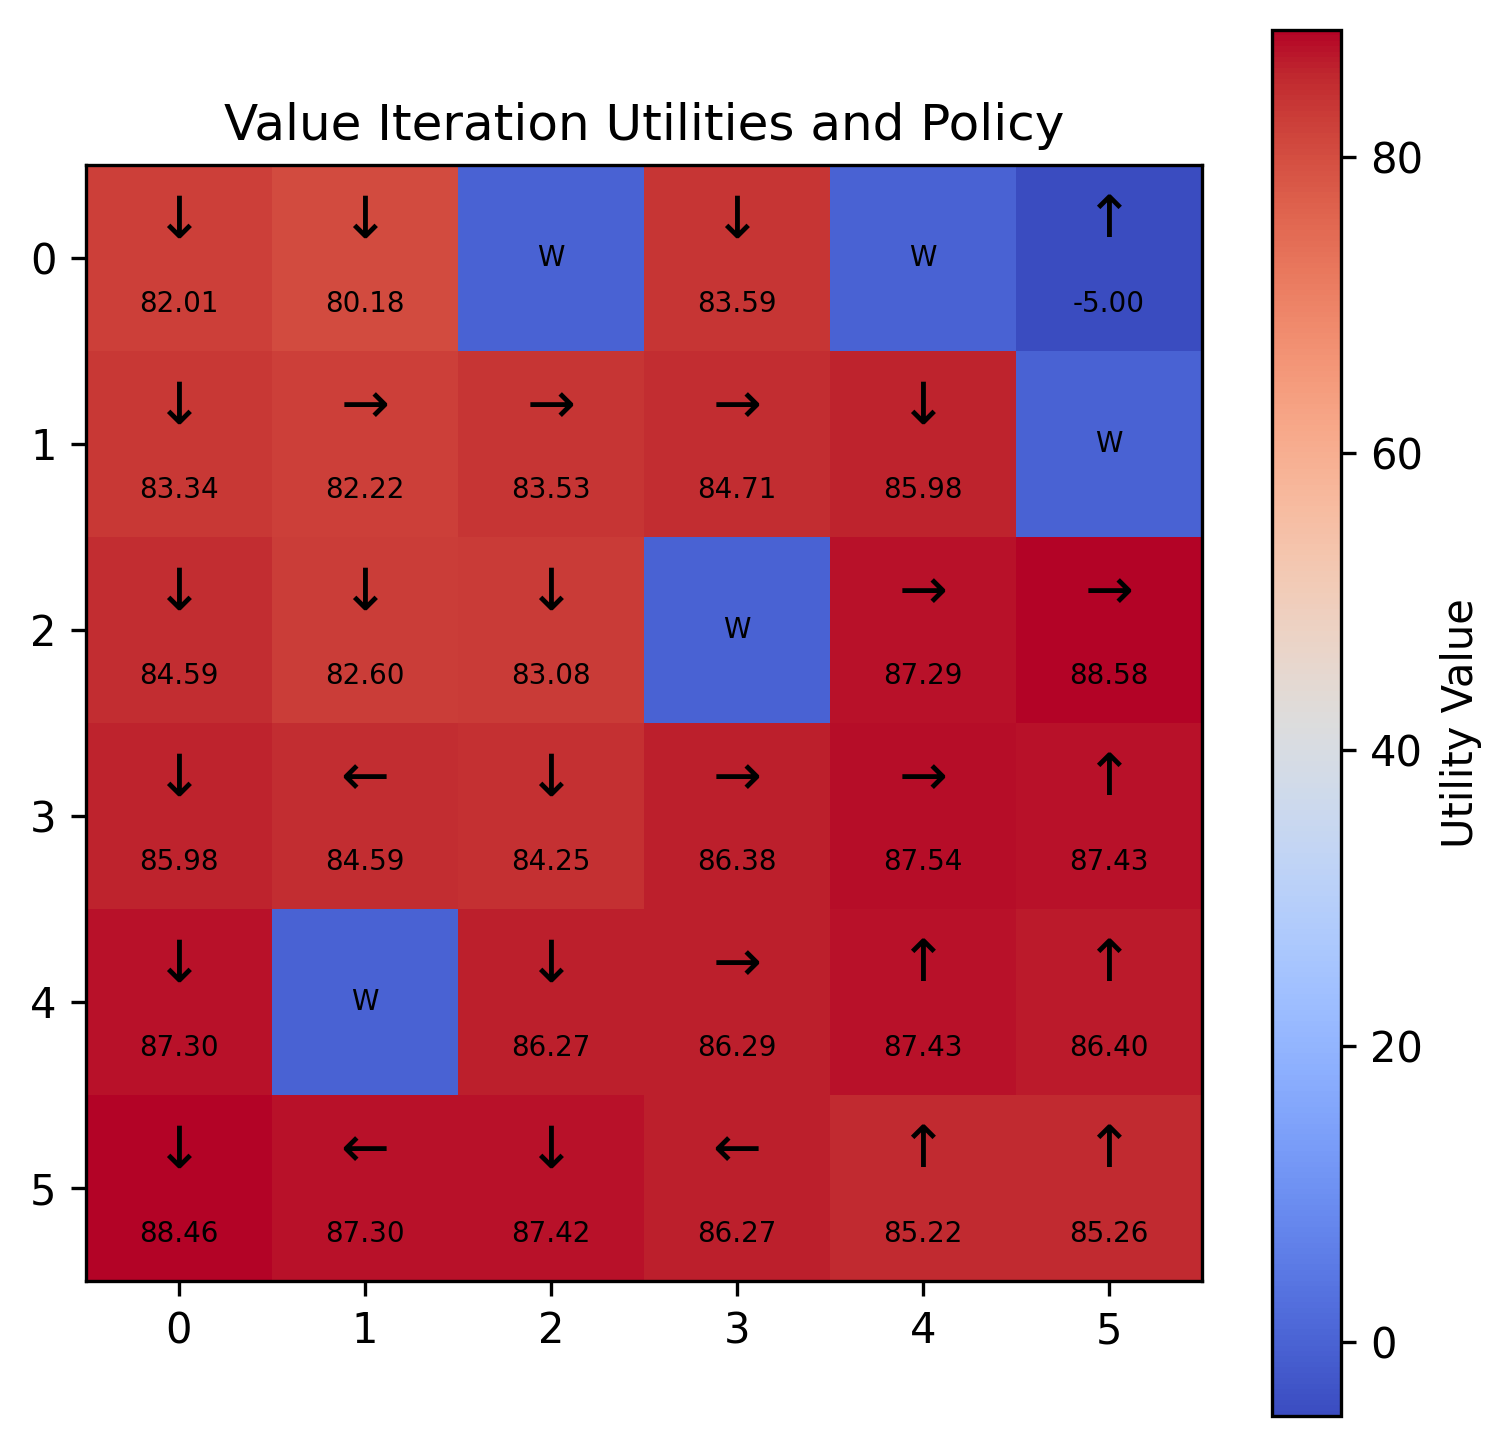 Value Iteration Utilities and Policy
0 ↓ ↓ W ↓ W ↑
82.01 80.18 83.59 -5.00
1 ↓ → → → ↓ W
83.34 82.22 83.53 84.71 85.98
2 ↓ ↓ ↓ W → →
84.59 82.60 83.08 87.29 88.58
3 ↓ ← ↓ → → ↑
85.98 84.59 84.25 86.38 87.54 87.43
4 ↓ W ↓ → ↑ ↑
87.30 86.27 86.29 87.43 86.40
5 ↓ ← ↓ ← ↑ ↑
88.46 87.30 87.42 86.27 85.22 85.26
0 1 2 3 4 5
80
60
40
20
0
Utility Value